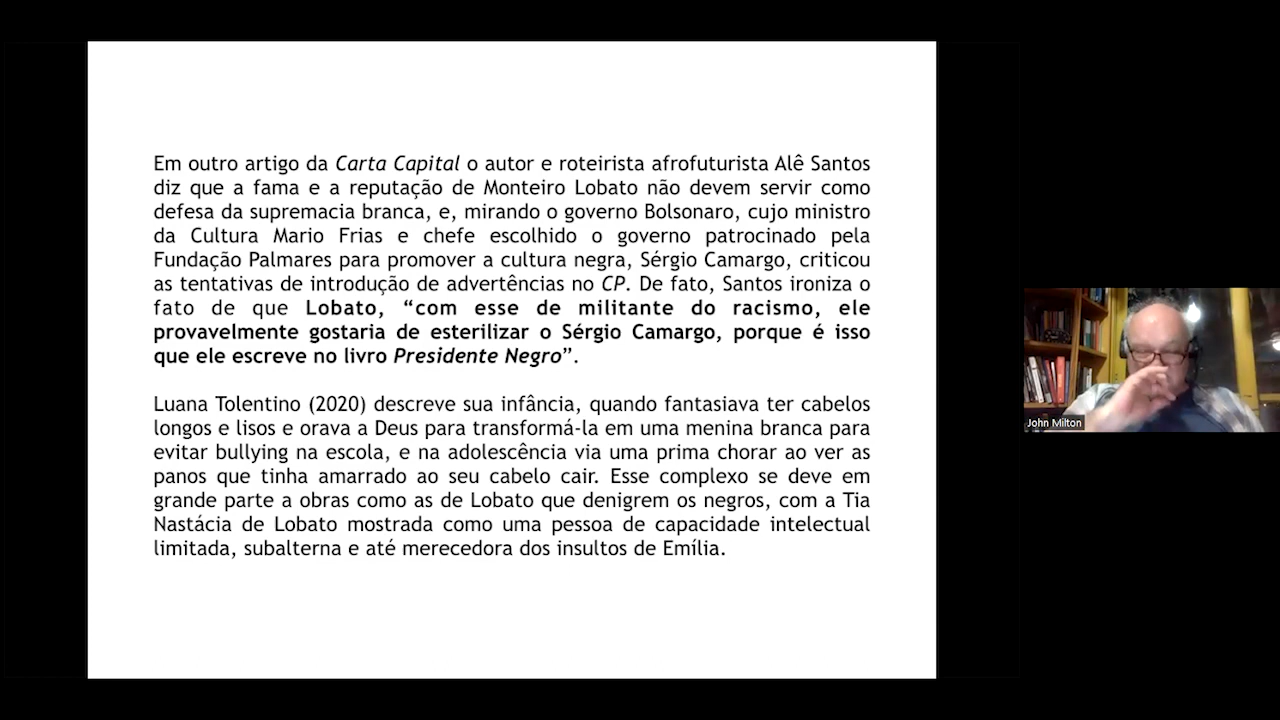 Em outro artigo da Carta Capital o autor e roteirista afrofuturista Alê Santos
diz que a fama e a reputação de Monteiro Lobato não devem servir como
defesa da supremacia branca, e, mirando o governo Bolsonaro, cujo ministro
da Cultura Mario Frias e chefe escolhido o governo patrocinado pela
Fundação Palmares para promover a cultura negra, Sérgio Camargo, criticou
as tentativas de introdução de advertências no CP. De fato, Santos ironiza o
fato de que Lobato, “com esse de militante do racismo, ele
provavelmente gostaria de esterilizar o Sérgio Camargo, porque é isso
que ele escreve no livro Presidente Negro”.
Luana Tolentino (2020) descreve sua infância, quando fantasiava ter cabelos
longos e lisos e orava a Deus para transformá-la em uma menina branca para
evitar bullying na escola, e na adolescência via uma prima chorar ao ver as
panos que tinha amarrado ao seu cabelo cair. Esse complexo se deve em
grande parte a obras como as de Lobato que denigrem os negros, com a Tia
Nastácia de Lobato mostrada como uma pessoa de capacidade intelectual
limitada, subalterna e até merecedora dos insultos de Emília.
John Milton